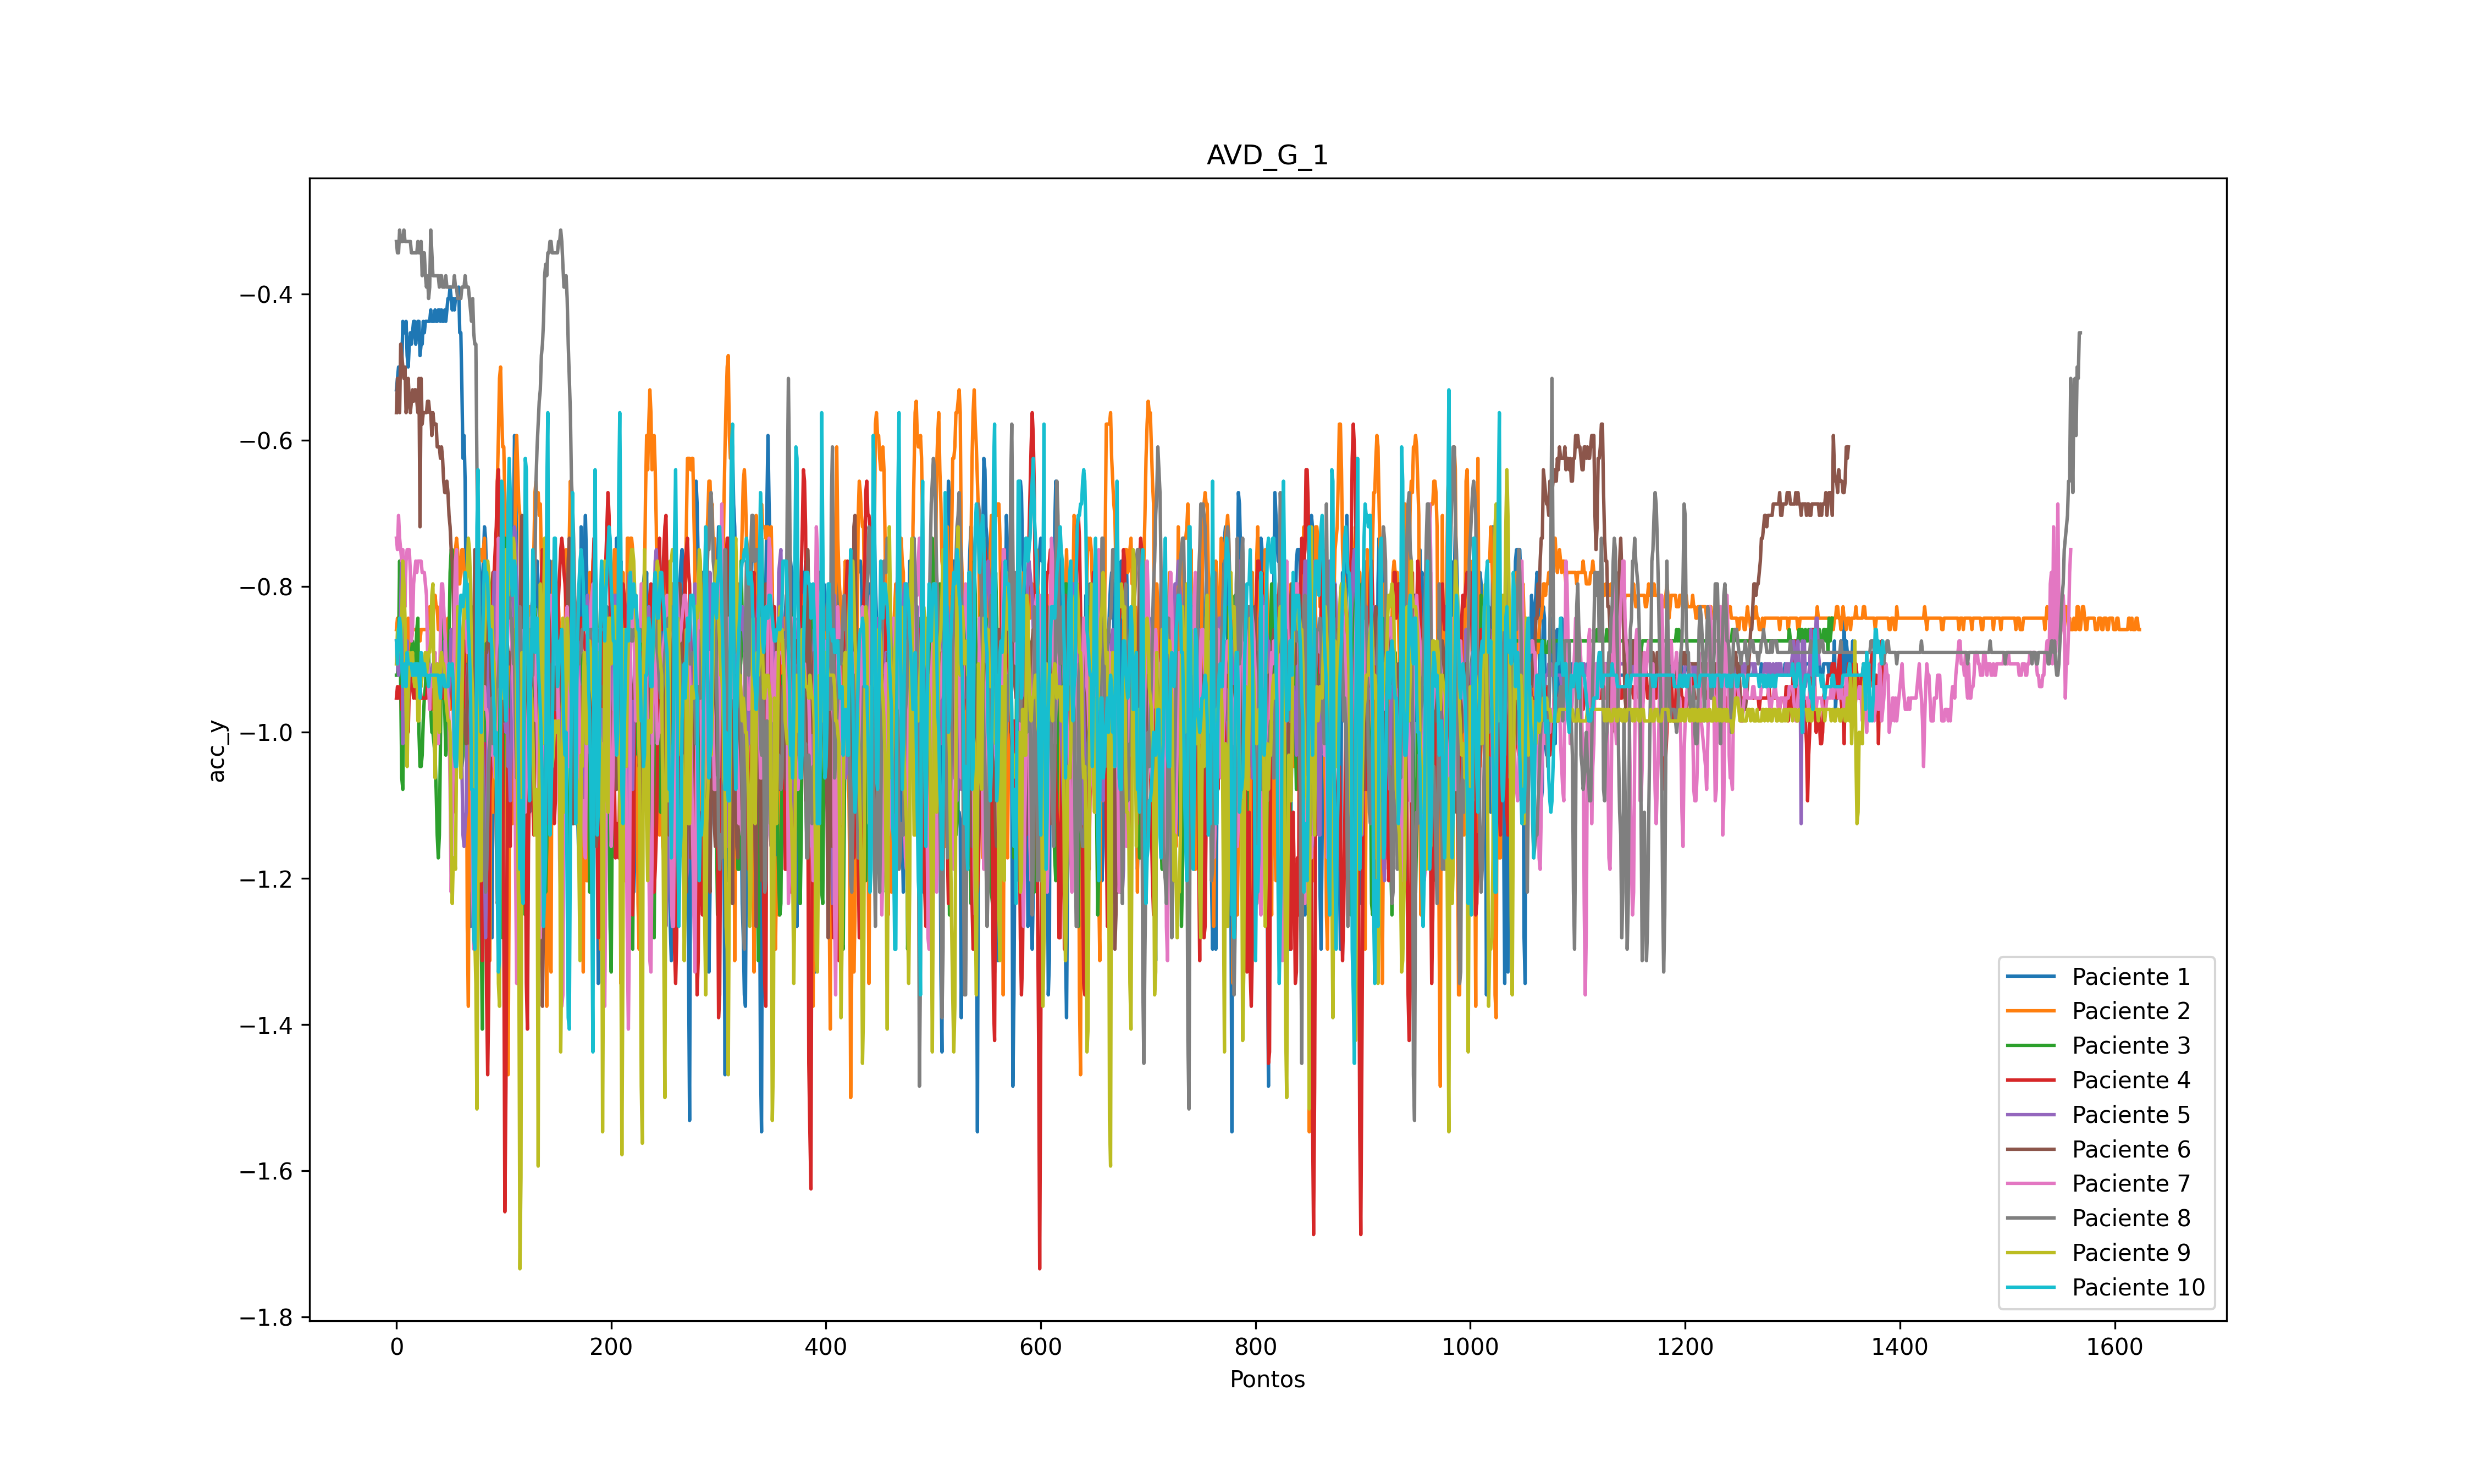 AVD_G_1
acc_y
−0.4
−0.6
−0.8
−1.0
−1.2
−1.4
−1.6
−1.8
0 200 400 600 800 1000 1200 1400 1600
Pontos
Paciente 1
Paciente 2
Paciente 3
Paciente 4
Paciente 5
Paciente 6
Paciente 7
Paciente 8
Paciente 9
Paciente 10